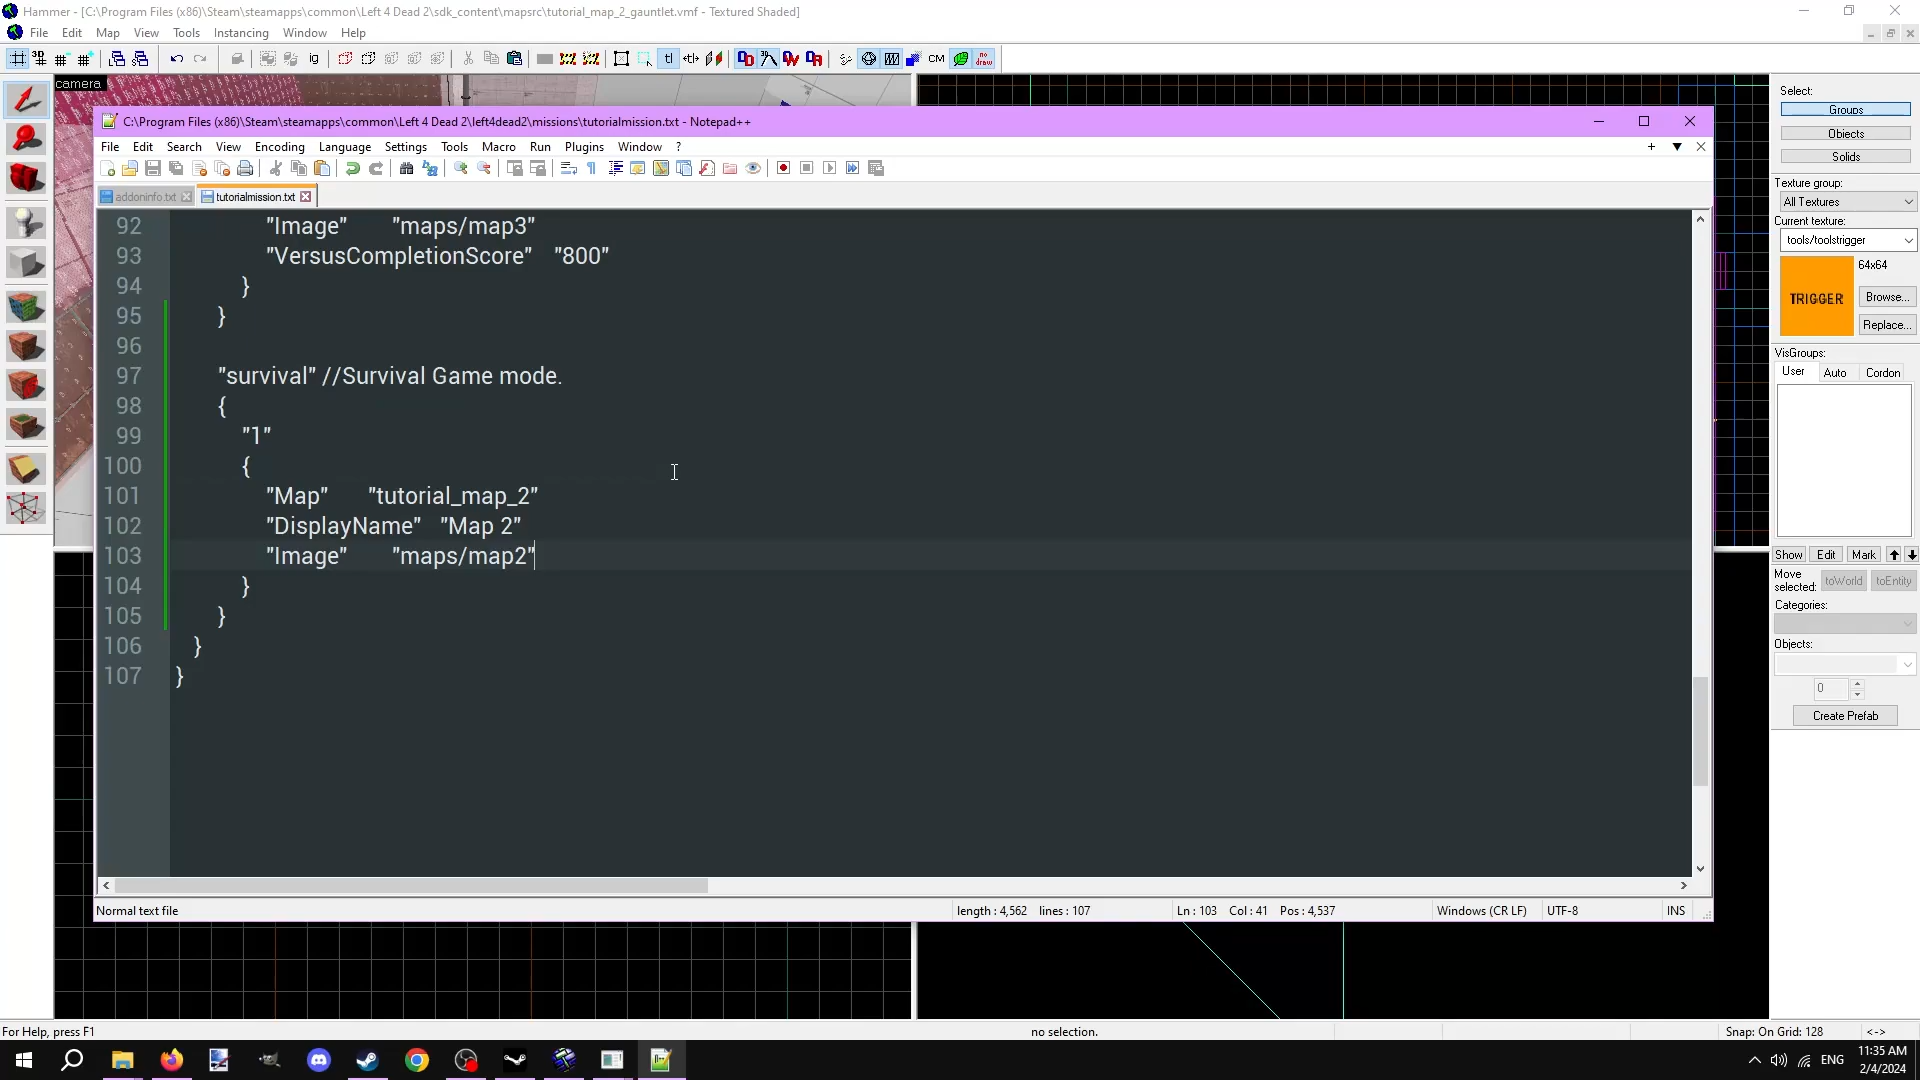 Hammer - [C:\Program Files (x86)\Steam\steamapps\common\Left 4 Dead 2\sdk_content\mapsrc\tutorial_map_2_gauntlet.vmf - Textured Shaded]
File Edit Map View Tools Instancing Window Help
camera
C:\Program Files (x86)\Steam\steamapps\common\Left 4 Dead 2\left4dead2\missions\tutorialmission.txt - Notepad++
File Edit Search View Encoding Language Settings Tools Macro Run Plugins Window ?
addoninfo.txt tutorialmission.txt
92 "Image" "maps/map3"
93 "VersusCompletionScore" "800"
94 }
95 }
96
97 "survival" //Survival Game mode.
98 {
99 "1"
100 {
101 "Map" "tutorial_map_2"
102 "DisplayName" "Map 2"
103 "Image" "maps/map2"
104 }
105 }
106 }
107 }
Normal text file length : 4,562 lines : 107 Ln : 103 Col : 41 Pos : 4,537 Windows (CR LF) UTF-8 INS
Select:
Groups
Objects
Solids
Texture group:
All Textures
Current texture:
tools/toolstrigger
TRIGGER
64x64
Browse...
Replace...
VisGroups:
User Auto Cordon
Show Edit Mark
Move selected: toWorld toEntity
Categories:
Objects:
0
Create Prefab
For Help, press F1 no selection. Snap: On Grid: 128 <->
ENG
11:35 AM
2/4/2024